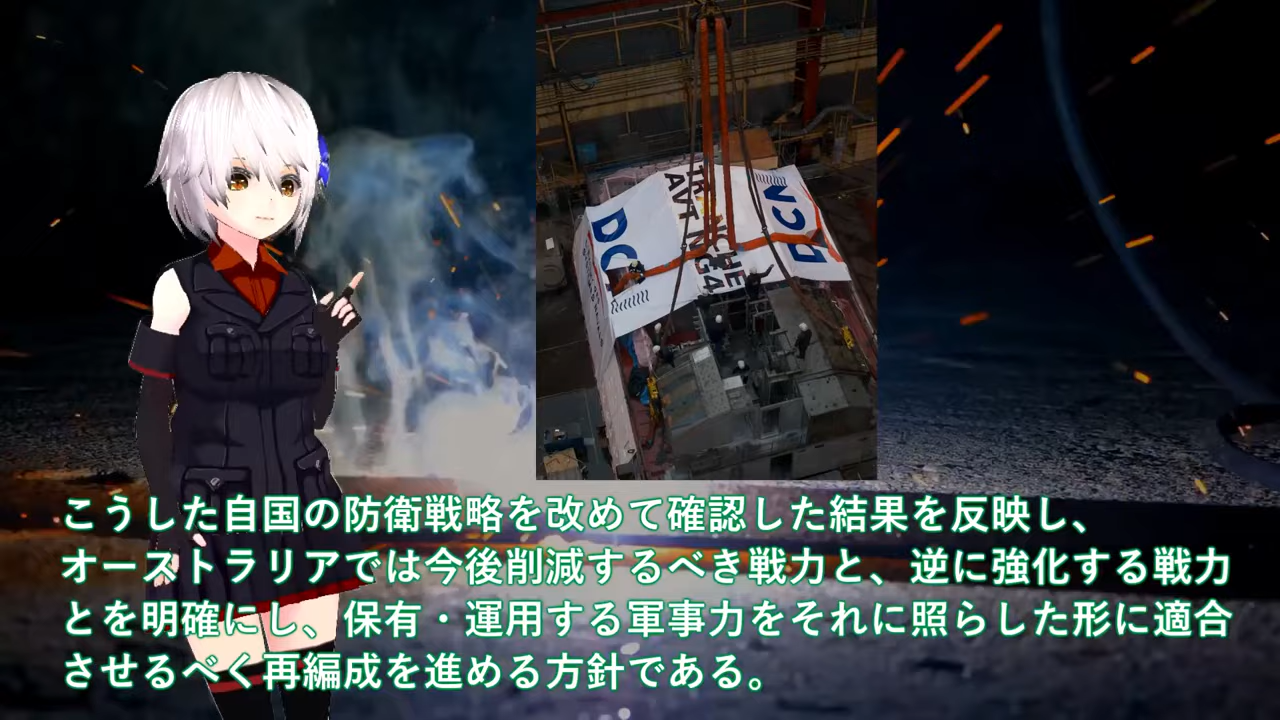 DCN
こうした自国の防衛戦略を改めて確認した結果を反映し、
オーストラリアでは今後削減するべき戦力と、逆に強化する戦力
とを明確にし、保有・運用する軍事力をそれに照らした形に適合
させるべく再編成を進める方針である。